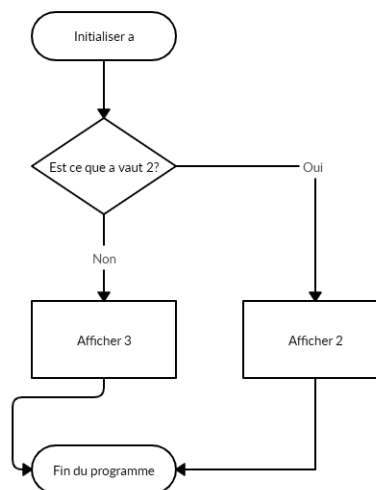 Initialiser a
Est ce que a vaut 2?
Oui
Non
Afficher 3
Afficher 2
Fin du programme